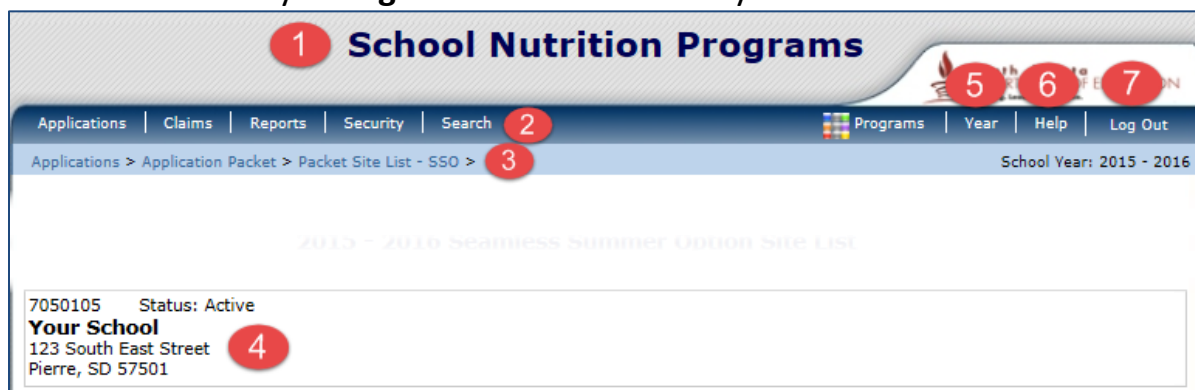 1 School Nutrition Programs
5 6 7
Applications | Claims | Reports | Security | Search 2 Programs | Year | Help | Log Out
Applications > Application Packet > Packet Site List - SSO > 3 School Year: 2015 - 2016
2015 - 2016 Seamless Summer Option Site List
7050105 Status: Active
Your School
123 South East Street 4
Pierre, SD 57501